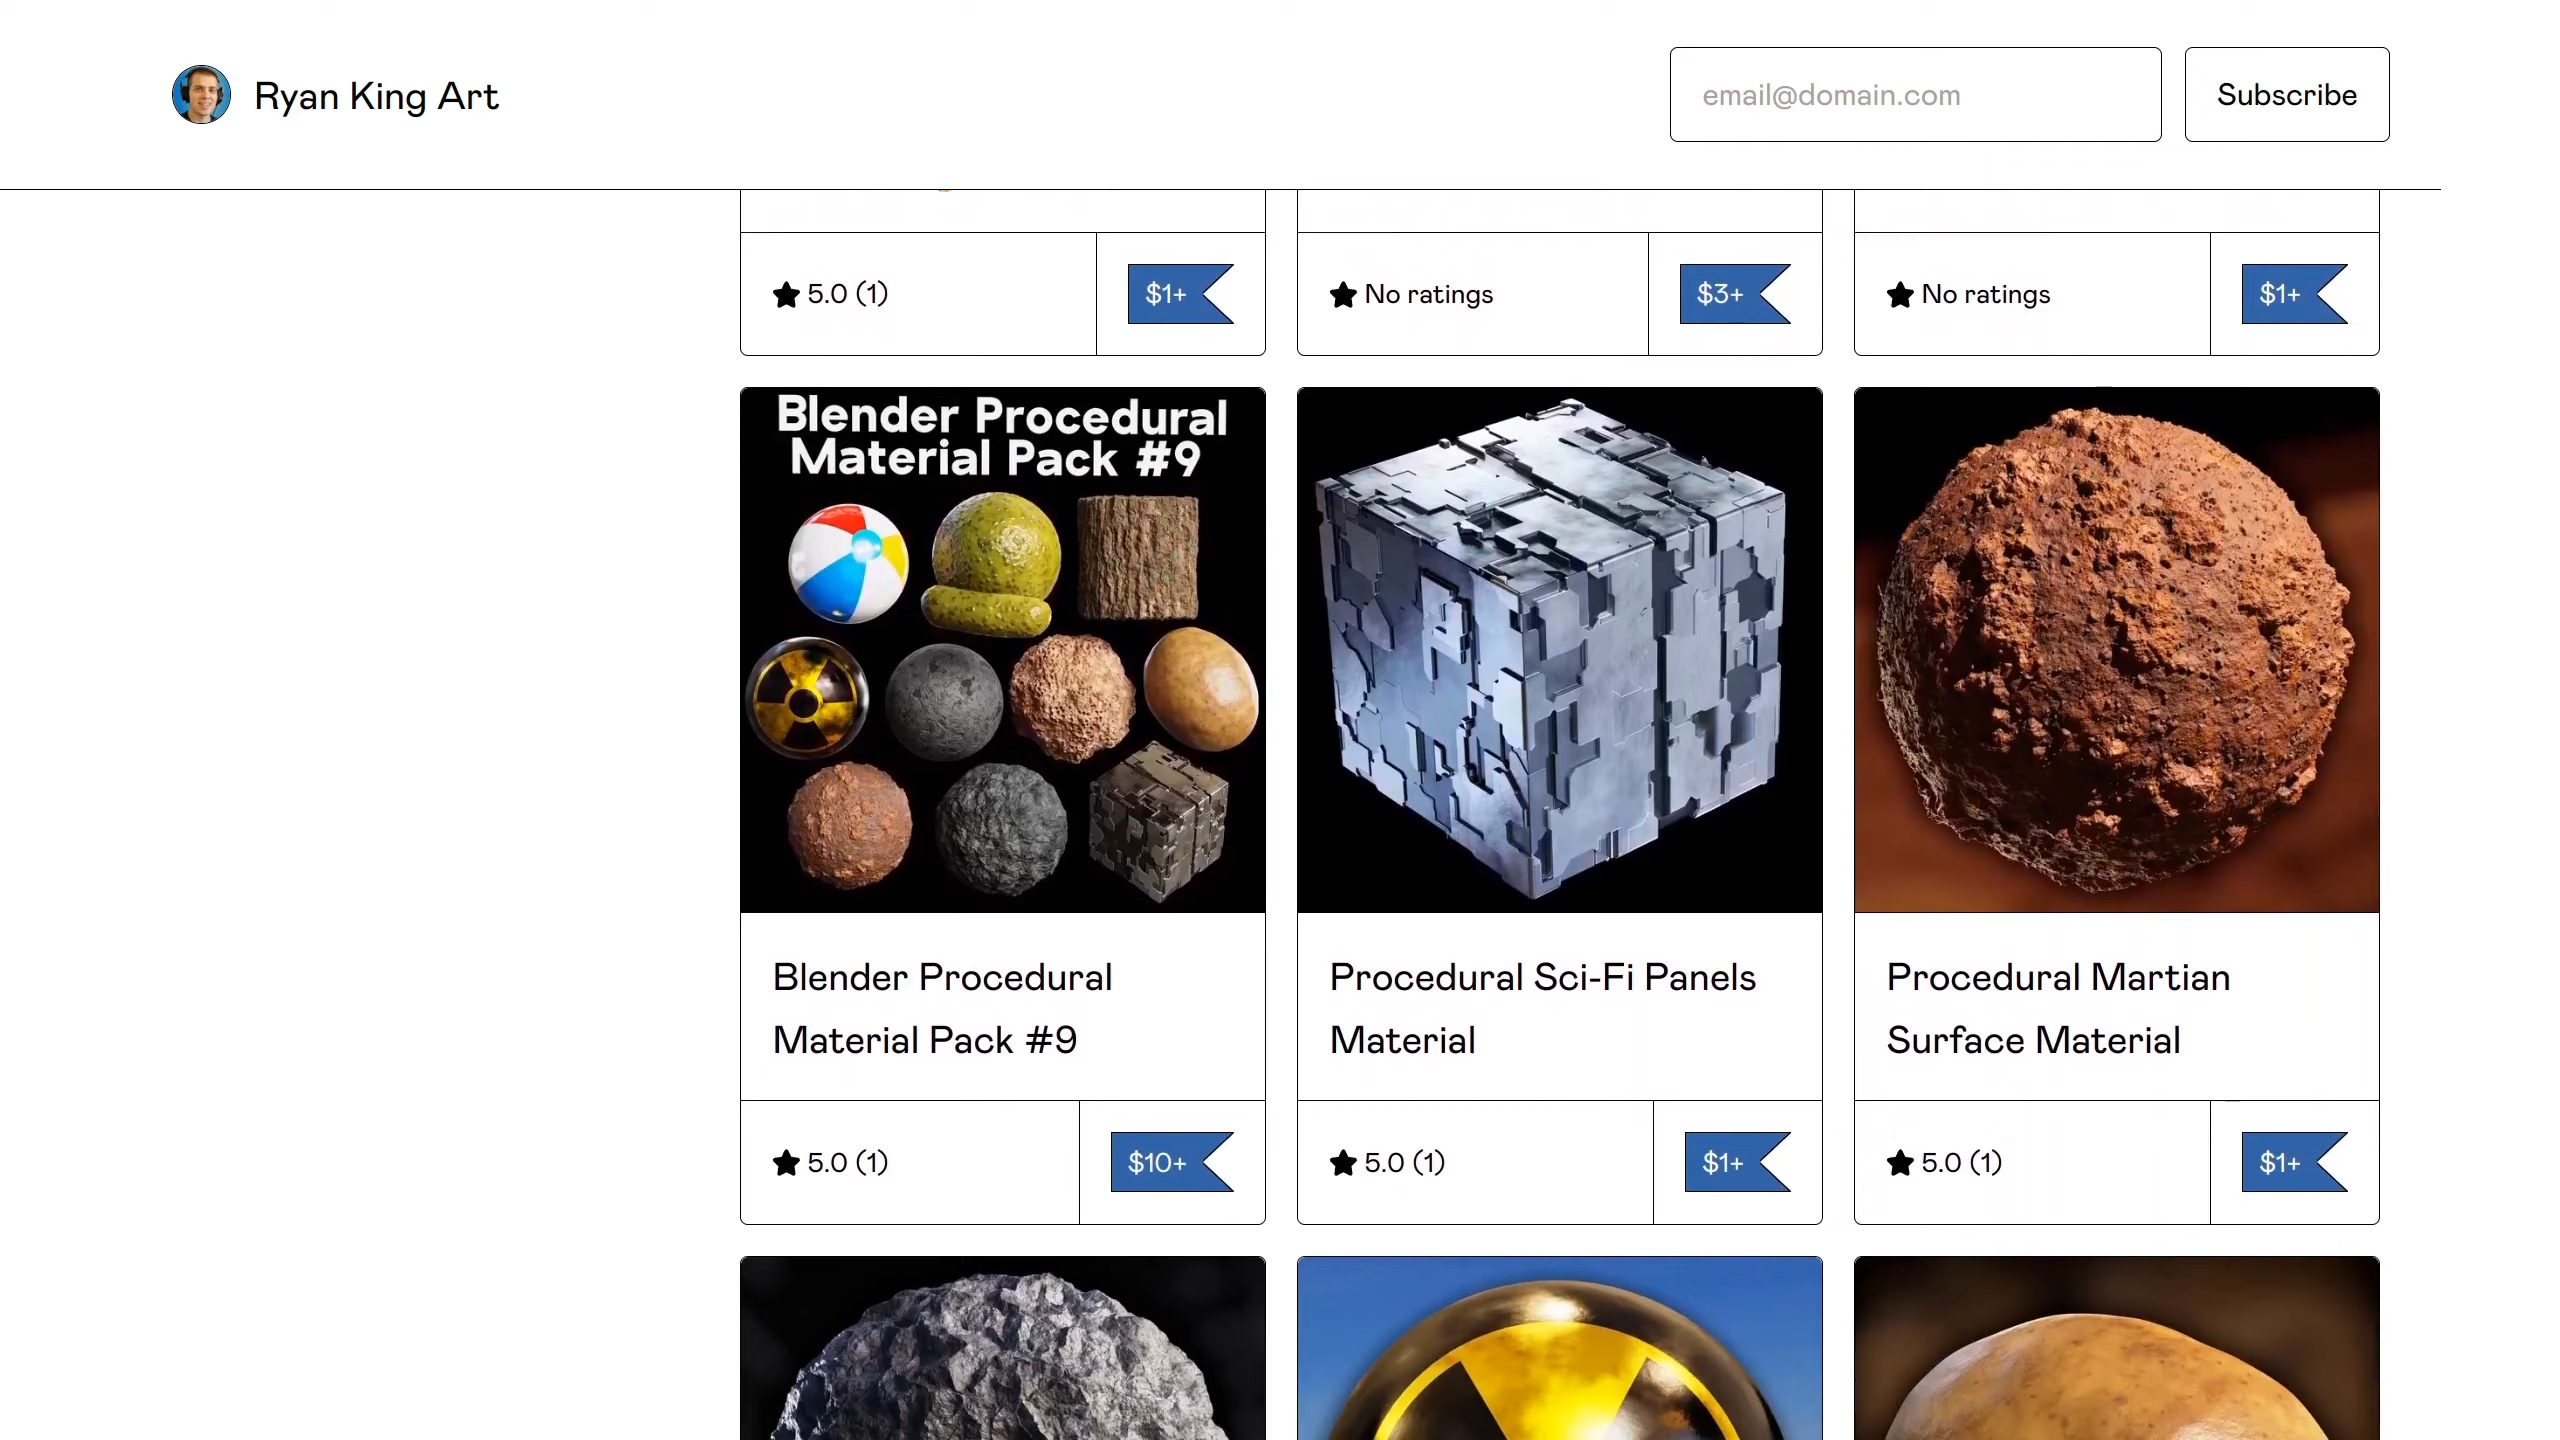 Ryan King Art
email@domain.com
Subscribe
5.0 (1)
$1+
No ratings
$3+
No ratings
$1+
Blender Procedural
Material Pack #9
Blender Procedural
Material Pack #9
Procedural Sci-Fi Panels
Material
Procedural Martian
Surface Material
5.0 (1)
$10+
5.0 (1)
$1+
5.0 (1)
$1+